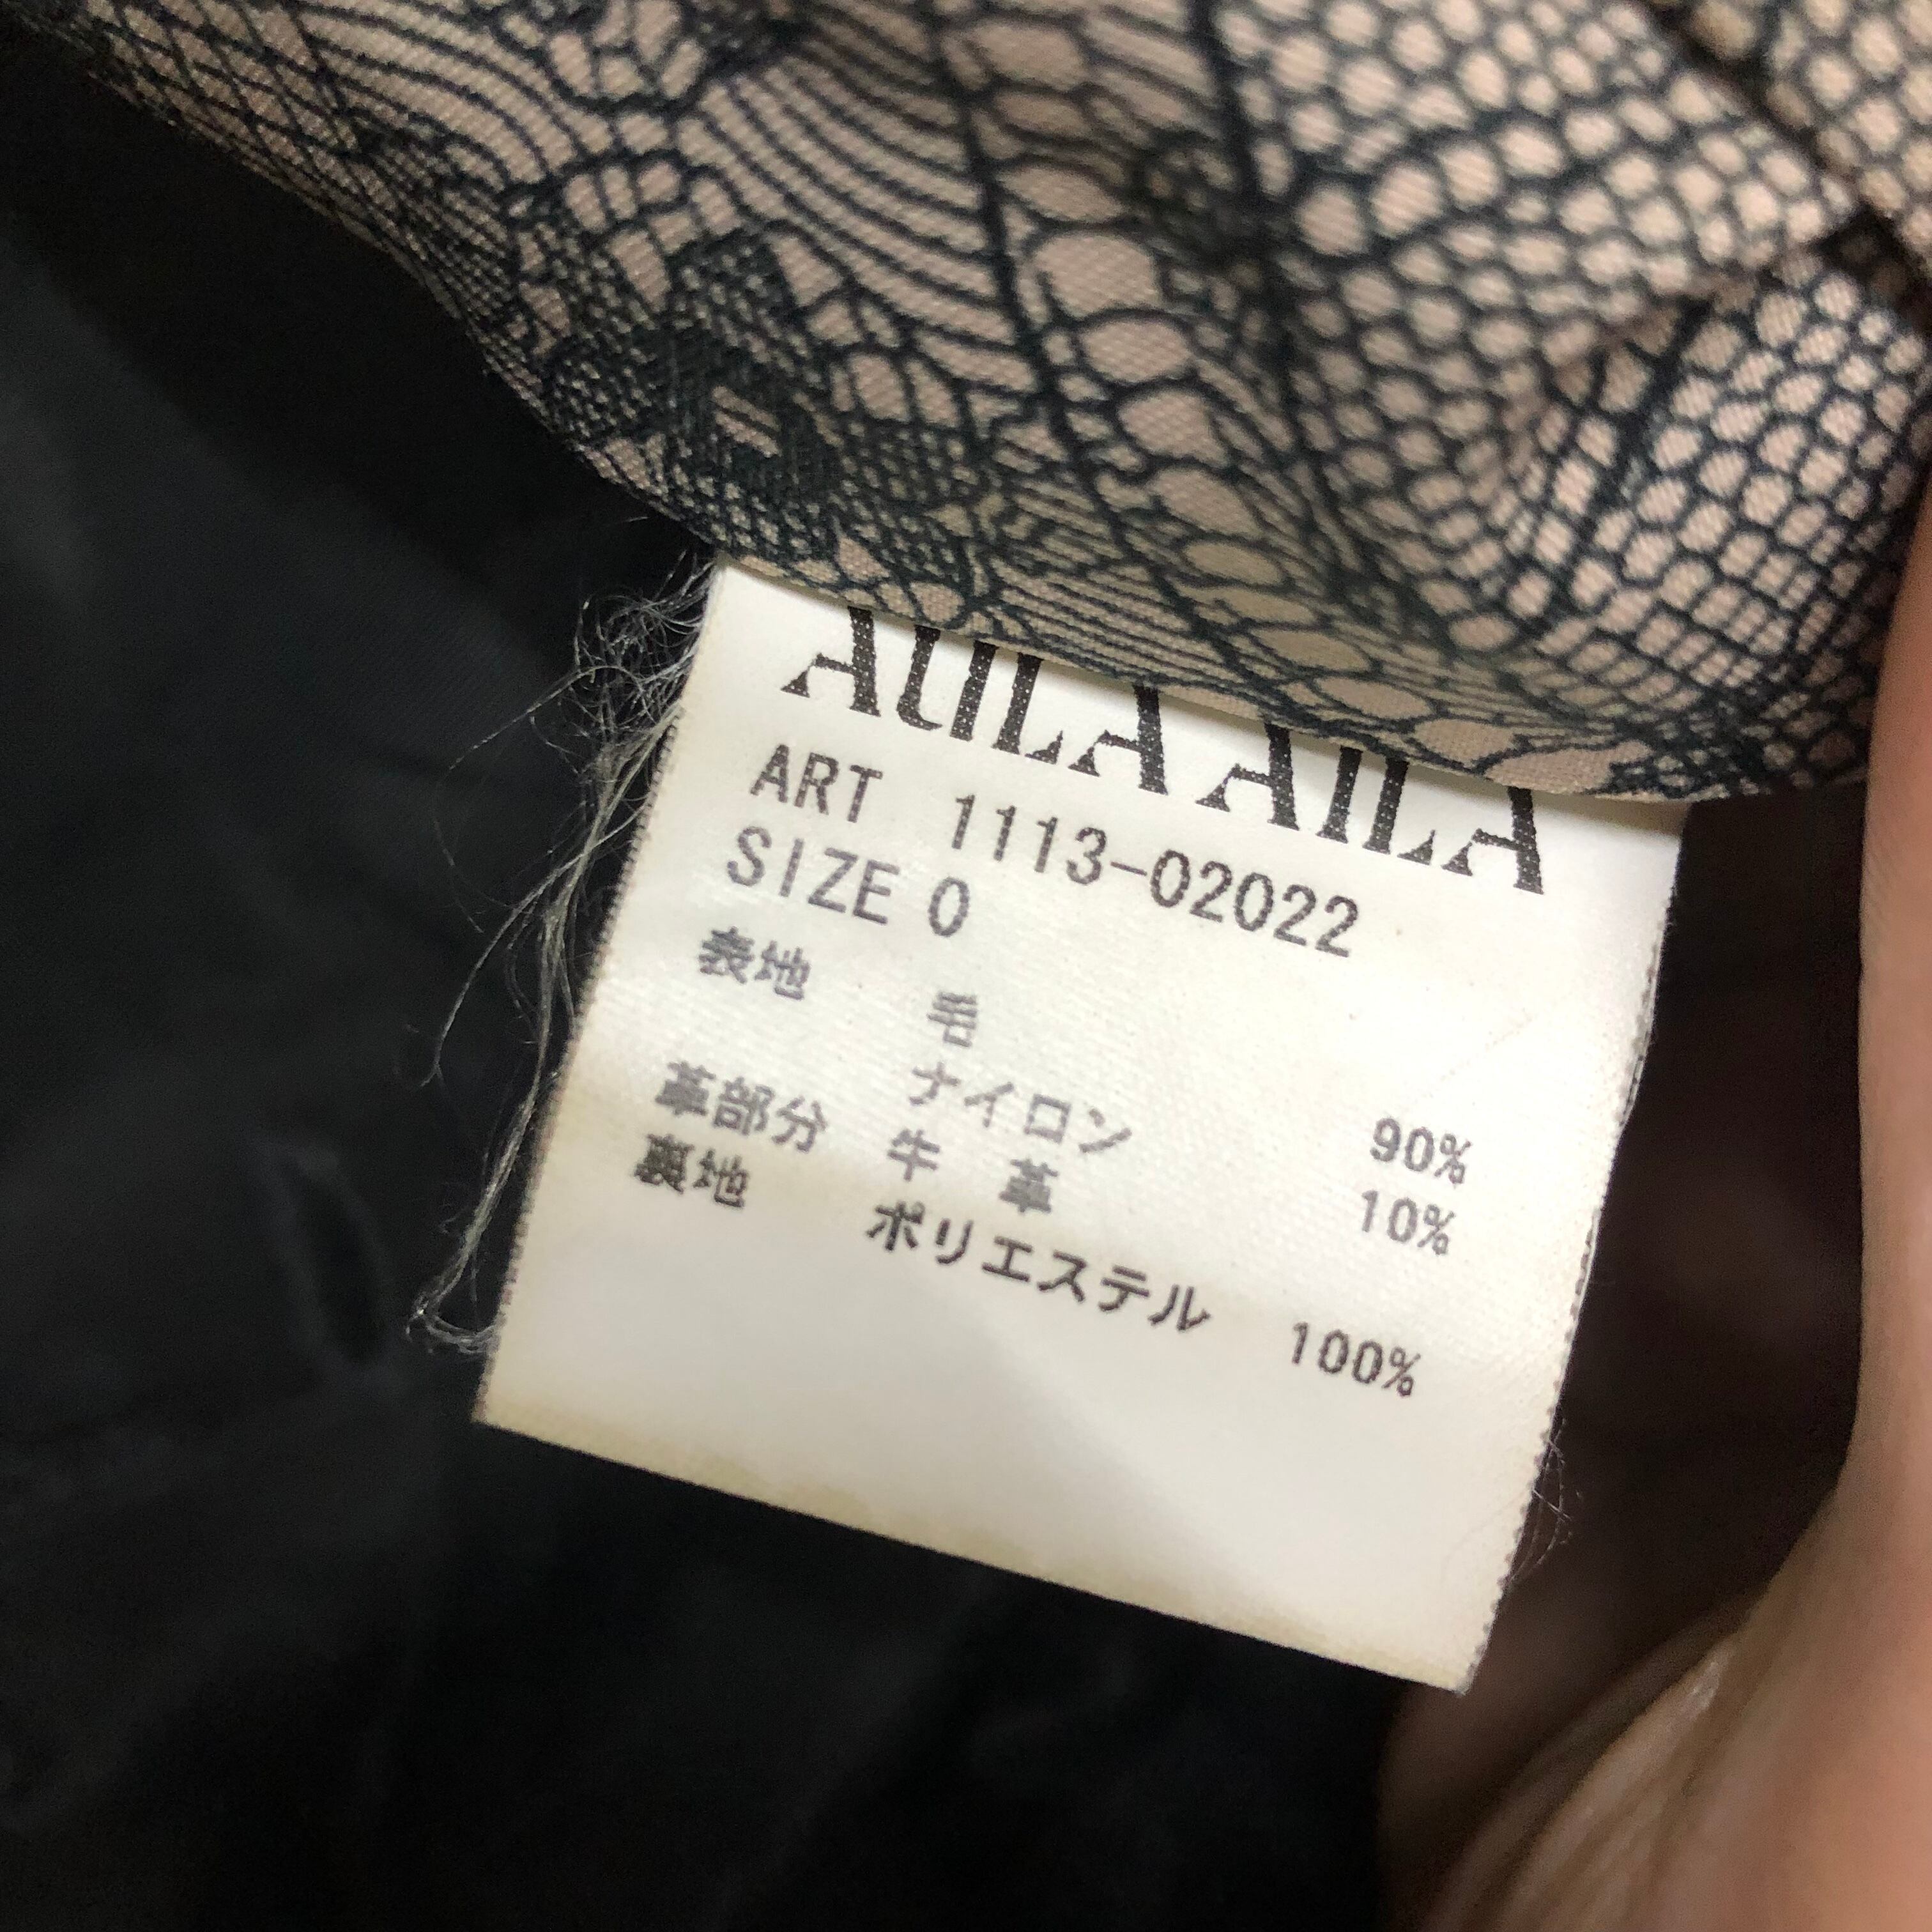 AULA AILA
ART 1113-02022
SIZE 0
表地 毛 90%
ナイロン 10%
革部分 牛 革
裏地 ポリエステル 100%